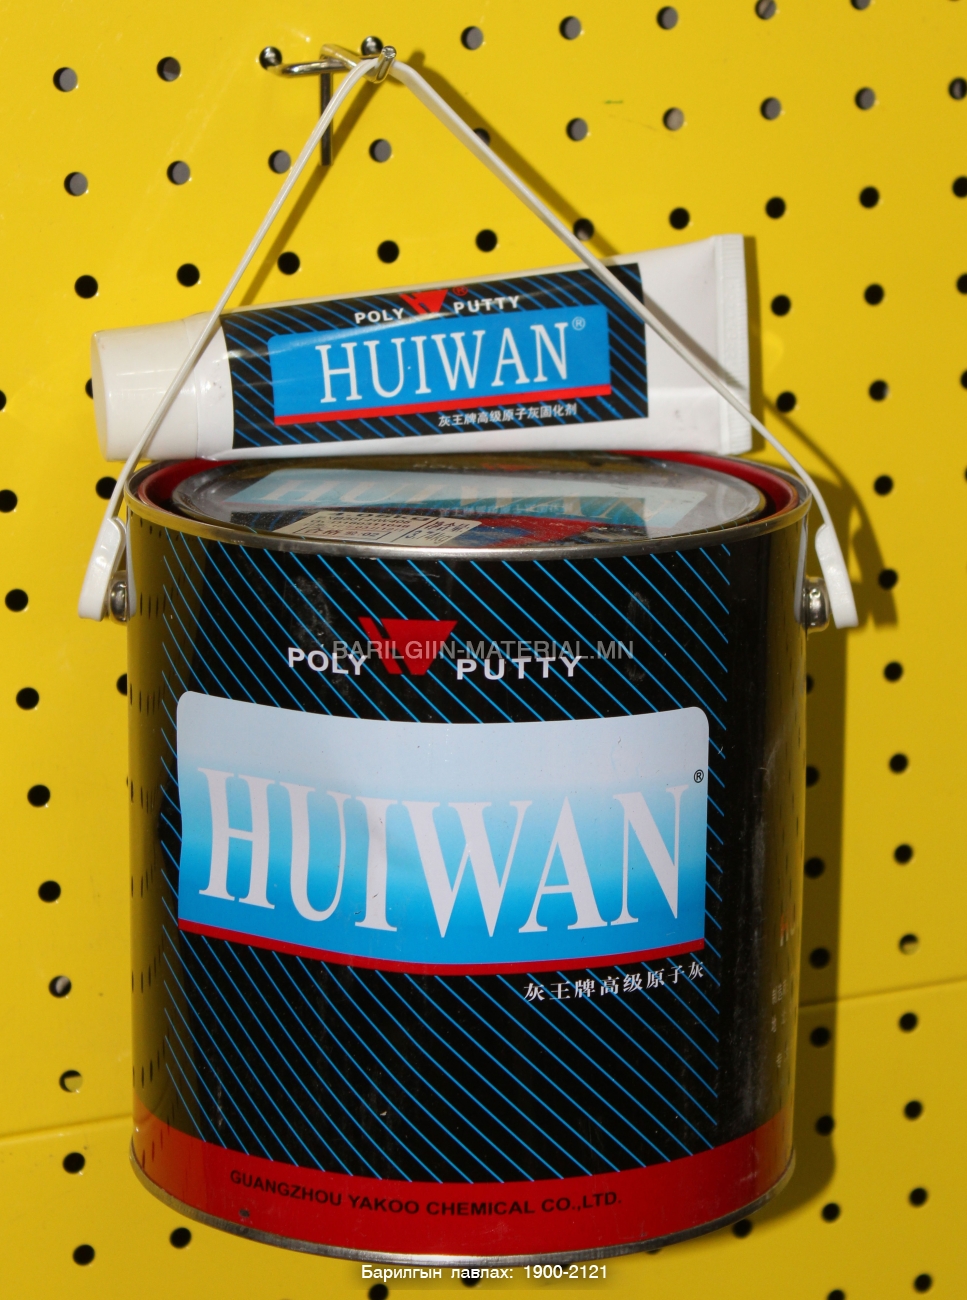 POLY PUTTY
HUIWAN®
灰王牌高级原子灰固化剂
HUIWAN
BARILGIIN-MATERIAL.MN
POLY PUTTY
HUIWAN®
灰王牌高级原子灰
GUANGZHOU YAKOO CHEMICAL CO.,LTD.
Барилгын лавлах: 1900-2121